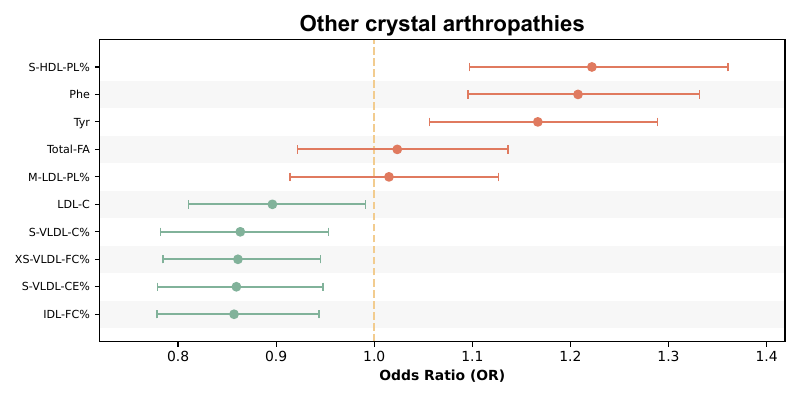 Other crystal arthropathies
S-HDL-PL%
Phe
Tyr
Total-FA
M-LDL-PL%
LDL-C
S-VLDL-C%
XS-VLDL-FC%
S-VLDL-CE%
IDL-FC%
0.8 0.9 1.0 1.1 1.2 1.3 1.4
Odds Ratio (OR)